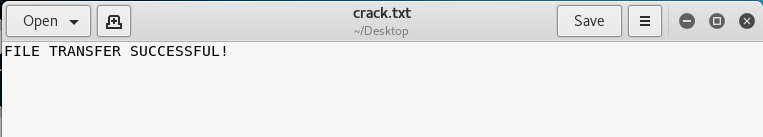 Open
crack.txt
~/Desktop
Save
FILE TRANSFER SUCCESSFUL!